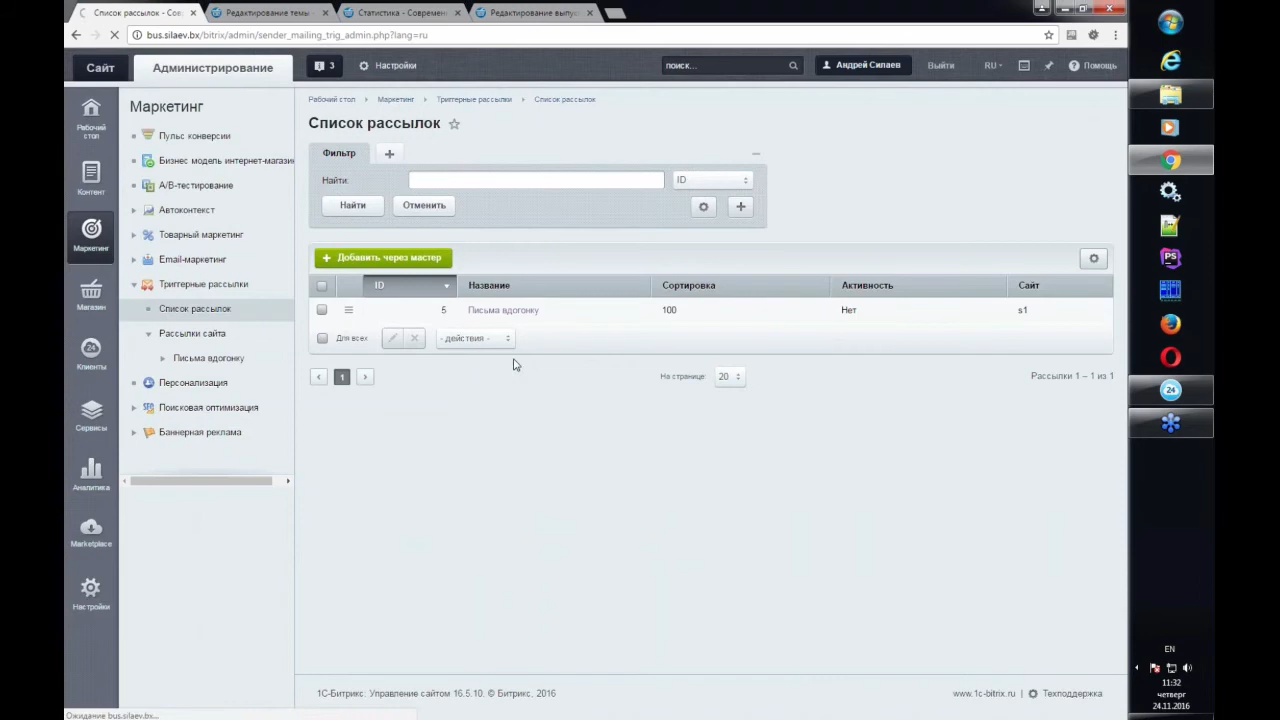 Список рассылок - Сов
Редактирование темы
Статистика - Современ
Редактирование выпус
bus.silaev.bx/bitrix/admin/sender_mailing_trig_admin.php?lang=ru
Сайт
Администрирование
3
Настройки
поиск...
Андрей Силаев
Выйти
RU
Помощь
Рабочий стол
Контент
Маркетинг
Магазин
Клиенты
24
Сервисы
Аналитика
Marketplace
Настройки
Маркетинг
Пульс конверсии
Бизнес модель интернет-магази
A/B-тестирование
Автоконтекст
Товарный маркетинг
Email-маркетинг
Триггерные рассылки
Список рассылок
Рассылки сайта
Письма вдогонку
Персонализация
Поисковая оптимизация
Баннерная реклама
Рабочий стол Маркетинг Триггерные рассылки Список рассылок
Список рассылок
Фильтр
Найти:
ID
Найти
Отменить
Добавить через мастер
ID Название Сортировка Активность Сайт
5 Письма вдогонку 100 Нет s1
Для всех
- действия -
1
На странице: 20
Рассылки 1 – 1 из 1
1С-Битрикс: Управление сайтом 16.5.10. © Битрикс, 2016
www.1c-bitrix.ru
Техподдержка
Ожидание bus.silaev.bx...
PS
24
EN
11:32
четверг
24.11.2016